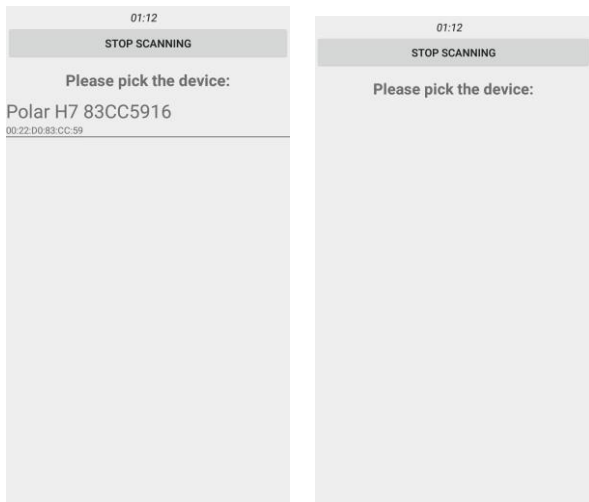 01:12
STOP SCANNING
Please pick the device:
Polar H7 83CC5916
00:22:D0:83:CC:59
01:12
STOP SCANNING
Please pick the device: